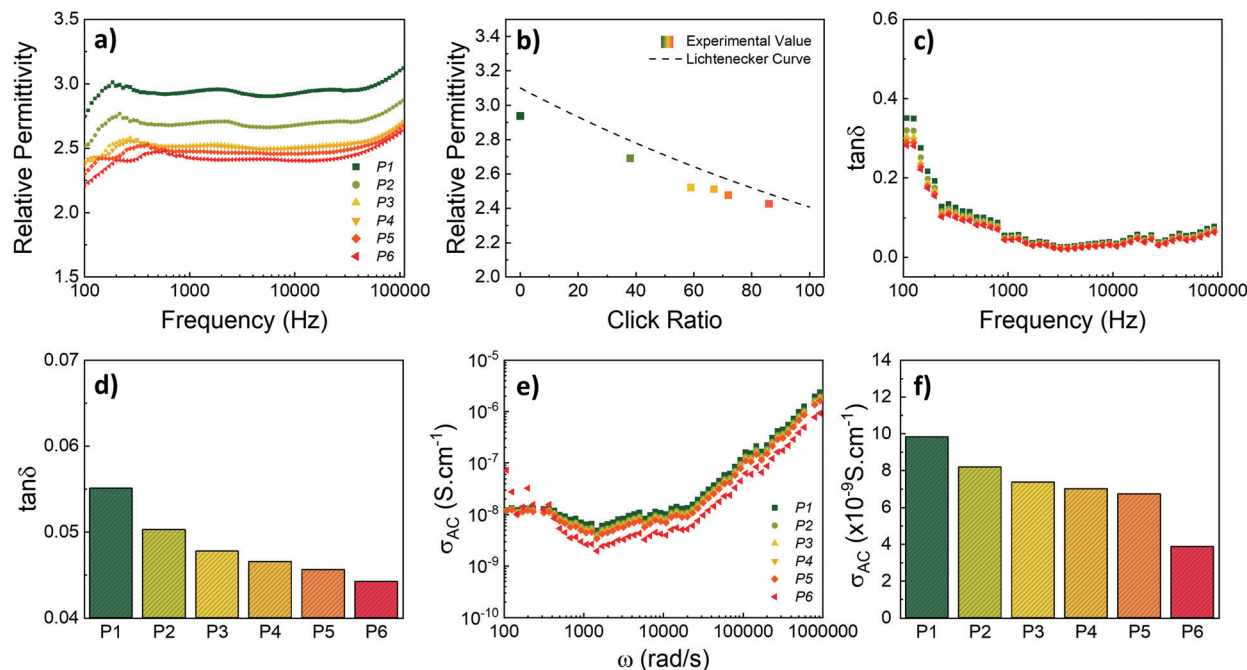 a)
Relative Permittivity
3.5
3.0
2.5
2.0
1.5
P1
P2
P3
P4
P5
P6
100 1000 10000 100000
Frequency (Hz)
b)
Relative Permittivity
3.4
3.2
3.0
2.8
2.6
2.4
2.2
2.0
Experimental Value
Lichtenecker Curve
0 20 40 60 80 100
Click Ratio
c)
tanδ
0.6
0.4
0.2
0.0
100 1000 10000 100000
Frequency (Hz)
d)
tanδ
0.07
0.06
0.05
0.04
P1 P2 P3 P4 P5 P6
e)
σAC (S.cm⁻¹)
10⁻⁵
10⁻⁶
10⁻⁷
10⁻⁸
10⁻⁹
10⁻¹⁰
P1
P2
P3
P4
P5
P6
100 1000 10000 100000 1000000
ω (rad/s)
f)
σAC (x10⁻⁹S.cm⁻¹)
14
12
10
8
6
4
2
0
P1 P2 P3 P4 P5 P6